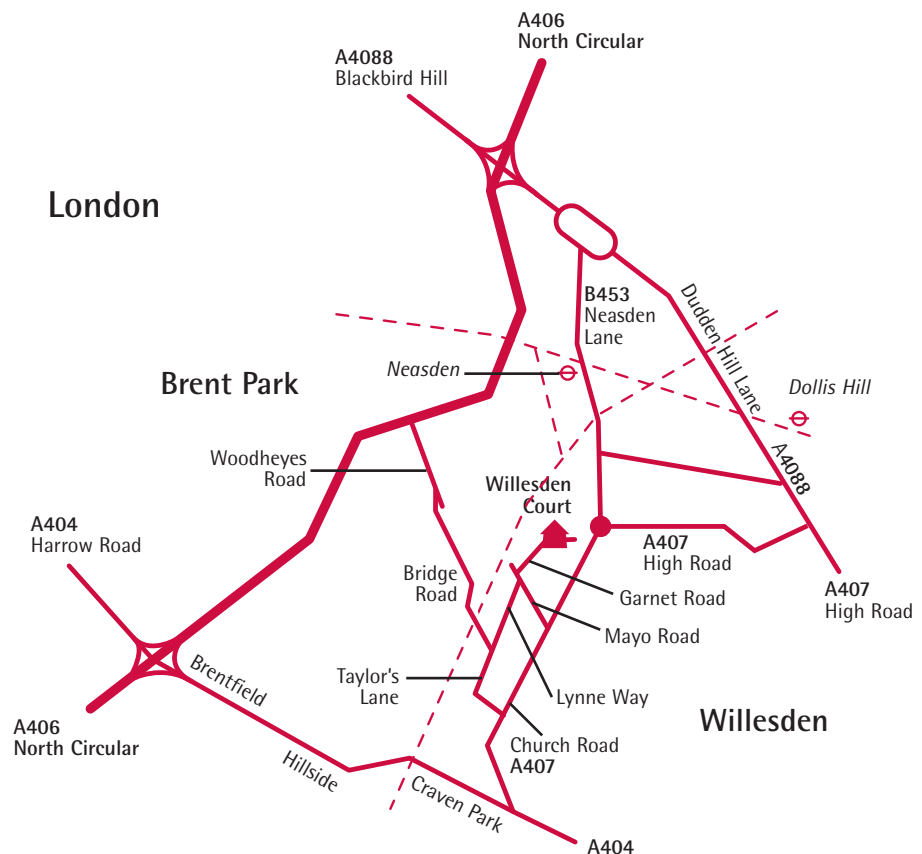 A406
North Circular
A4088
Blackbird Hill
London
B453
Neasden
Lane
Dudden Hill Lane
Neasden
Dollis Hill
Brent Park
Woodheyes
Road
A4088
Willesden
Court
A404
Harrow Road
A407
High Road
Bridge
Road
Garnet Road
A407
High Road
Mayo Road
Brentfield
Taylor's
Lane
Lynne Way
A406
North Circular
Willesden
Church Road
A407
Hillside
Craven Park
A404